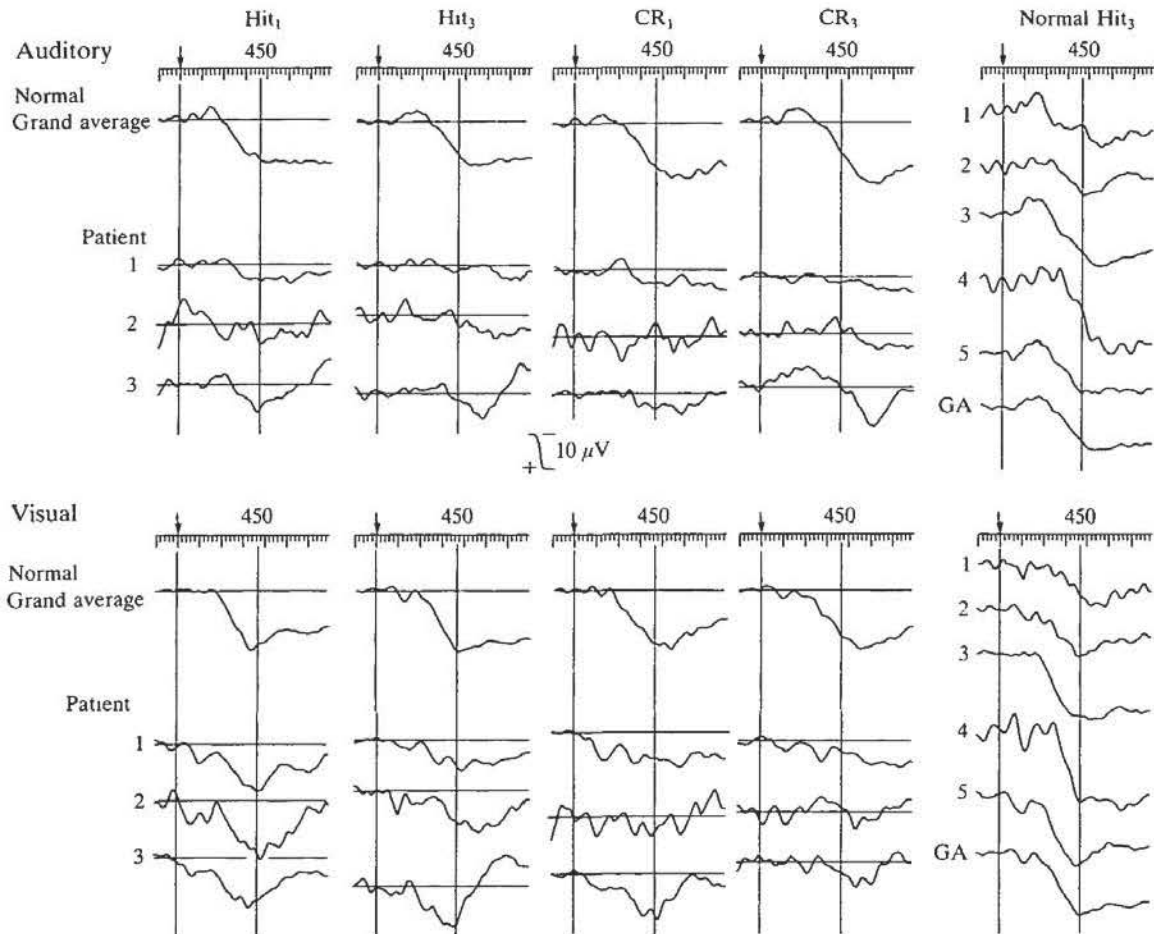 Hit₁ Hıt₃ CR₁ CR₃ Normal Hit₃
Auditory 450 450 450 450 450
Normal
Grand average
Patient
1
2
3
1
2
3
4
5
GA
+ 10 μV
Visual 450 450 450 450 450
Normal
Grand average
Patıent
1
2
3
1
2
3
4
5
GA